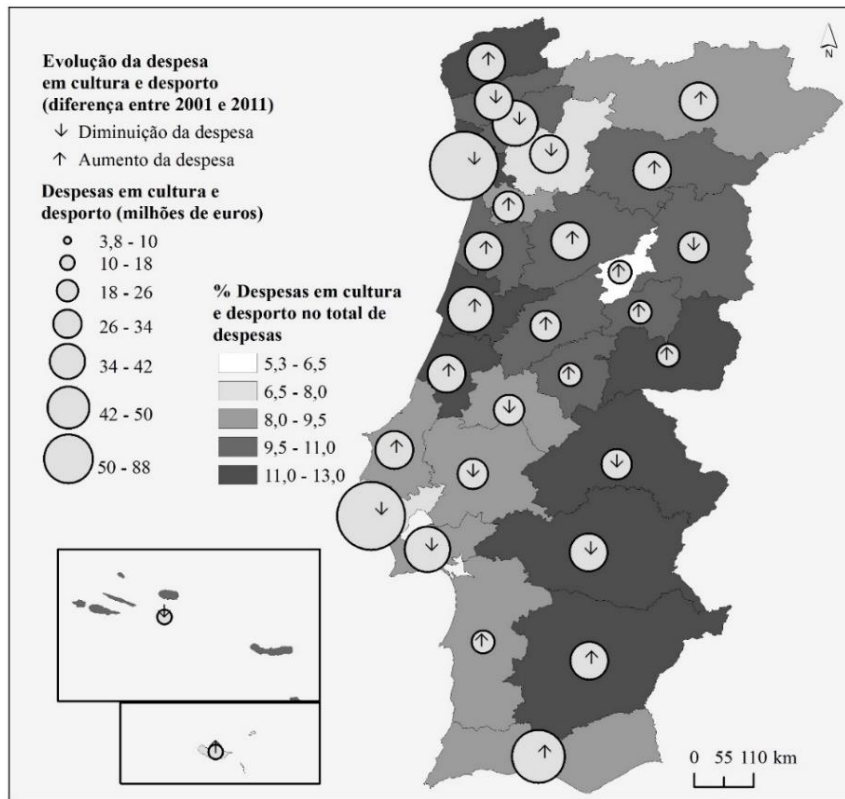 N
Evolução da despesa
em cultura e desporto
(diferença entre 2001 e 2011)
Diminuição da despesa
Aumento da despesa
Despesas em cultura e
desporto (milhões de euros)
3,8 - 10
10 - 18
18 - 26
26 - 34
34 - 42
42 - 50
50 - 88
% Despesas em cultura
e desporto no total de
despesas
5,3 - 6,5
6,5 - 8,0
8,0 - 9,5
9,5 - 11,0
11,0 - 13,0
0 55 110 km